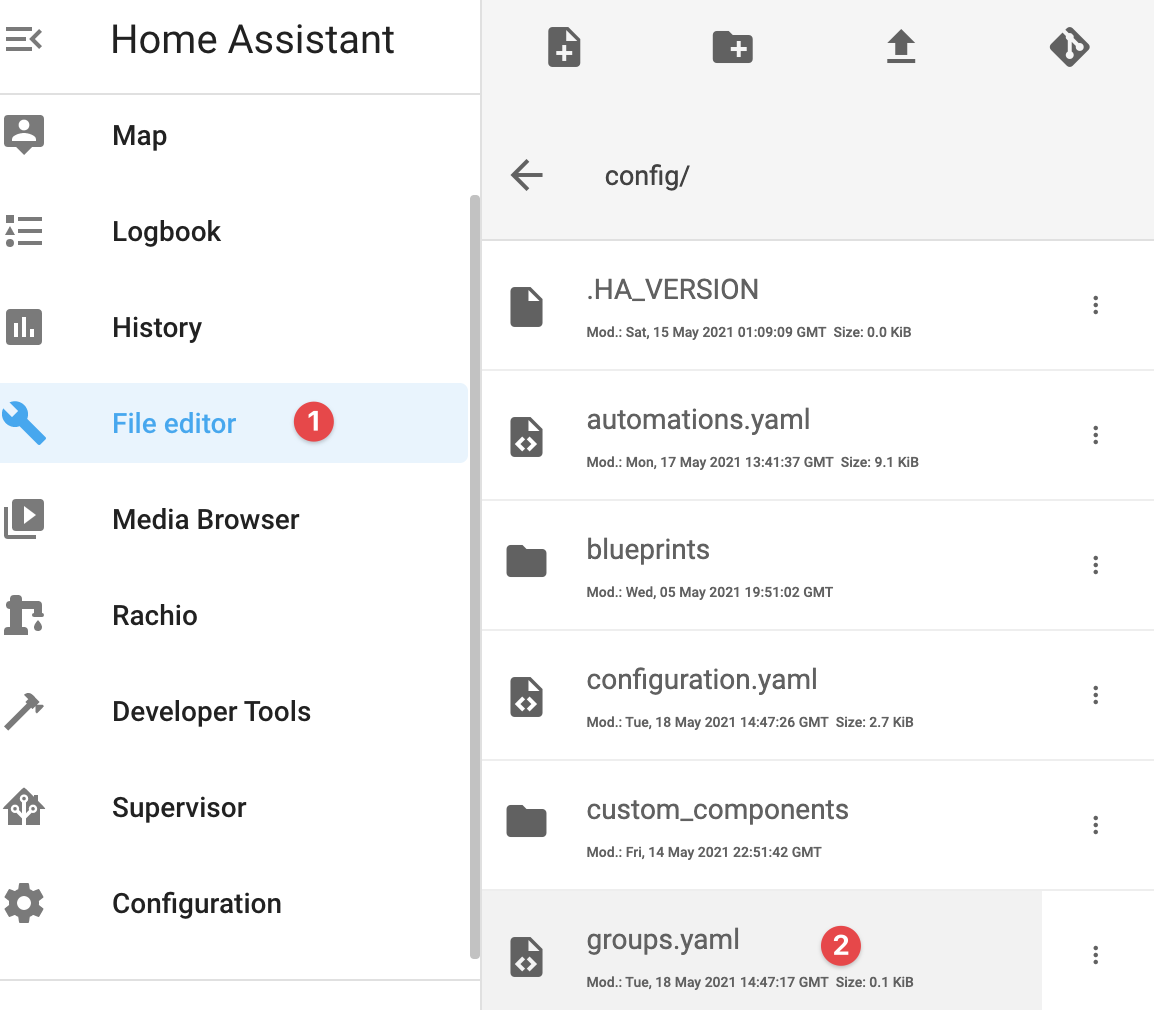 Home Assistant
Map
Logbook
History
File editor
1
Media Browser
Rachio
Developer Tools
Supervisor
Configuration
config/
.HA_VERSION
Mod.: Sat, 15 May 2021 01:09:09 GMT Size: 0.0 KiB
automations.yaml
Mod.: Mon, 17 May 2021 13:41:37 GMT Size: 9.1 KiB
blueprints
Mod.: Wed, 05 May 2021 19:51:02 GMT
configuration.yaml
Mod.: Tue, 18 May 2021 14:47:26 GMT Size: 2.7 KiB
custom_components
Mod.: Fri, 14 May 2021 22:51:42 GMT
groups.yaml
2
Mod.: Tue, 18 May 2021 14:47:17 GMT Size: 0.1 KiB